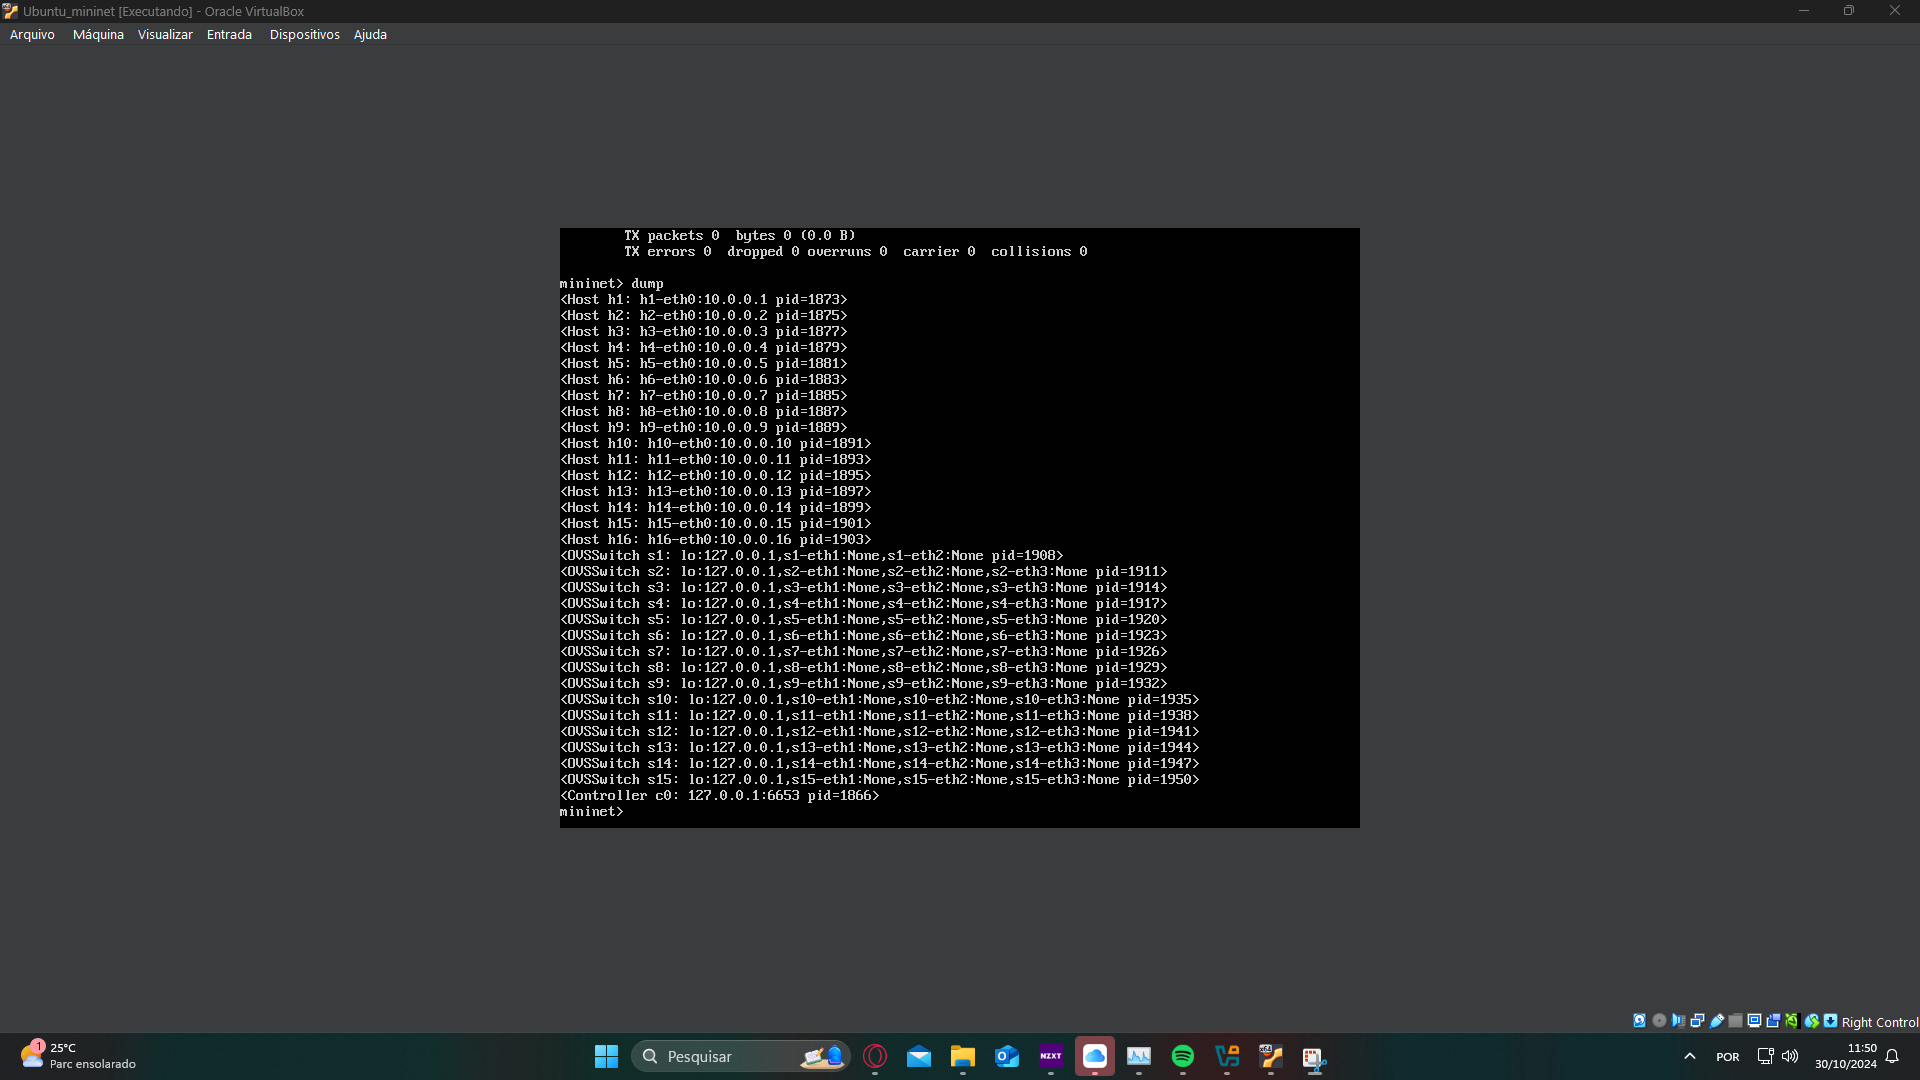 Ubuntu_mininet [Executando] - Oracle VirtualBox
Arquivo Máquina Visualizar Entrada Dispositivos Ajuda
TX packets 0  bytes 0 (0.0 B)
TX errors 0  dropped 0 overruns 0  carrier 0  collisions 0
mininet> dump
<Host h1: h1-eth0:10.0.0.1 pid=1873>
<Host h2: h2-eth0:10.0.0.2 pid=1875>
<Host h3: h3-eth0:10.0.0.3 pid=1877>
<Host h4: h4-eth0:10.0.0.4 pid=1879>
<Host h5: h5-eth0:10.0.0.5 pid=1881>
<Host h6: h6-eth0:10.0.0.6 pid=1883>
<Host h7: h7-eth0:10.0.0.7 pid=1885>
<Host h8: h8-eth0:10.0.0.8 pid=1887>
<Host h9: h9-eth0:10.0.0.9 pid=1889>
<Host h10: h10-eth0:10.0.0.10 pid=1891>
<Host h11: h11-eth0:10.0.0.11 pid=1893>
<Host h12: h12-eth0:10.0.0.12 pid=1895>
<Host h13: h13-eth0:10.0.0.13 pid=1897>
<Host h14: h14-eth0:10.0.0.14 pid=1899>
<Host h15: h15-eth0:10.0.0.15 pid=1901>
<Host h16: h16-eth0:10.0.0.16 pid=1903>
<OVSSwitch s1: lo:127.0.0.1,s1-eth1:None,s1-eth2:None pid=1908>
<OVSSwitch s2: lo:127.0.0.1,s2-eth1:None,s2-eth2:None,s2-eth3:None pid=1911>
<OVSSwitch s3: lo:127.0.0.1,s3-eth1:None,s3-eth2:None,s3-eth3:None pid=1914>
<OVSSwitch s4: lo:127.0.0.1,s4-eth1:None,s4-eth2:None,s4-eth3:None pid=1917>
<OVSSwitch s5: lo:127.0.0.1,s5-eth1:None,s5-eth2:None,s5-eth3:None pid=1920>
<OVSSwitch s6: lo:127.0.0.1,s6-eth1:None,s6-eth2:None,s6-eth3:None pid=1923>
<OVSSwitch s7: lo:127.0.0.1,s7-eth1:None,s7-eth2:None,s7-eth3:None pid=1926>
<OVSSwitch s8: lo:127.0.0.1,s8-eth1:None,s8-eth2:None,s8-eth3:None pid=1929>
<OVSSwitch s9: lo:127.0.0.1,s9-eth1:None,s9-eth2:None,s9-eth3:None pid=1932>
<OVSSwitch s10: lo:127.0.0.1,s10-eth1:None,s10-eth2:None,s10-eth3:None pid=1935>
<OVSSwitch s11: lo:127.0.0.1,s11-eth1:None,s11-eth2:None,s11-eth3:None pid=1938>
<OVSSwitch s12: lo:127.0.0.1,s12-eth1:None,s12-eth2:None,s12-eth3:None pid=1941>
<OVSSwitch s13: lo:127.0.0.1,s13-eth1:None,s13-eth2:None,s13-eth3:None pid=1944>
<OVSSwitch s14: lo:127.0.0.1,s14-eth1:None,s14-eth2:None,s14-eth3:None pid=1947>
<OVSSwitch s15: lo:127.0.0.1,s15-eth1:None,s15-eth2:None,s15-eth3:None pid=1950>
<Controller c0: 127.0.0.1:6653 pid=1866>
mininet>
Right Control
1
25°C
Parc ensolarado
Pesquisar
NZXT
POR
11:50
30/10/2024